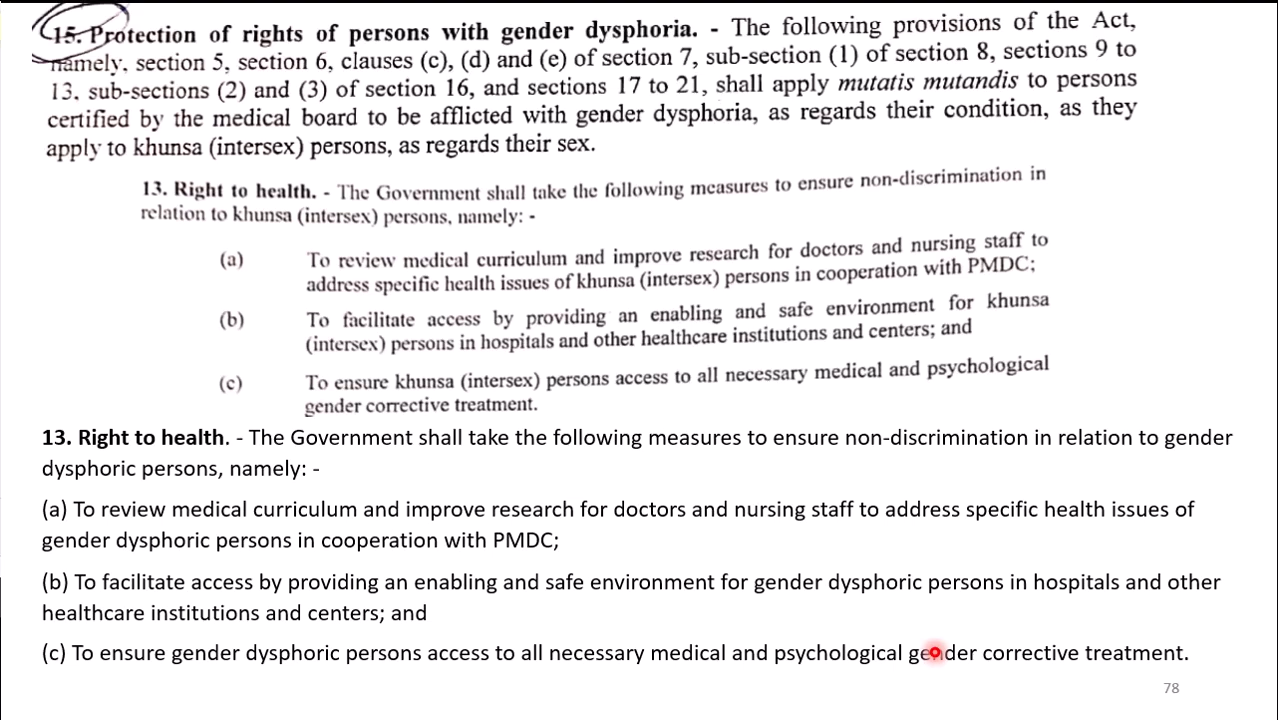 15. Protection of rights of persons with gender dysphoria. - The following provisions of the Act,
namely, section 5, section 6, clauses (c), (d) and (e) of section 7, sub-section (1) of section 8, sections 9 to
13, sub-sections (2) and (3) of section 16, and sections 17 to 21, shall apply mutatis mutandis to persons
certified by the medical board to be afflicted with gender dysphoria, as regards their condition, as they
apply to khunsa (intersex) persons, as regards their sex.
13. Right to health. - The Government shall take the following measures to ensure non-discrimination in
relation to khunsa (intersex) persons, namely: -
(a) To review medical curriculum and improve research for doctors and nursing staff to
address specific health issues of khunsa (intersex) persons in cooperation with PMDC;
(b) To facilitate access by providing an enabling and safe environment for khunsa
(intersex) persons in hospitals and other healthcare institutions and centers; and
(c) To ensure khunsa (intersex) persons access to all necessary medical and psychological
gender corrective treatment.
13. Right to health. - The Government shall take the following measures to ensure non-discrimination in relation to gender
dysphoric persons, namely: -
(a) To review medical curriculum and improve research for doctors and nursing staff to address specific health issues of
gender dysphoric persons in cooperation with PMDC;
(b) To facilitate access by providing an enabling and safe environment for gender dysphoric persons in hospitals and other
healthcare institutions and centers; and
(c) To ensure gender dysphoric persons access to all necessary medical and psychological gender corrective treatment.
78